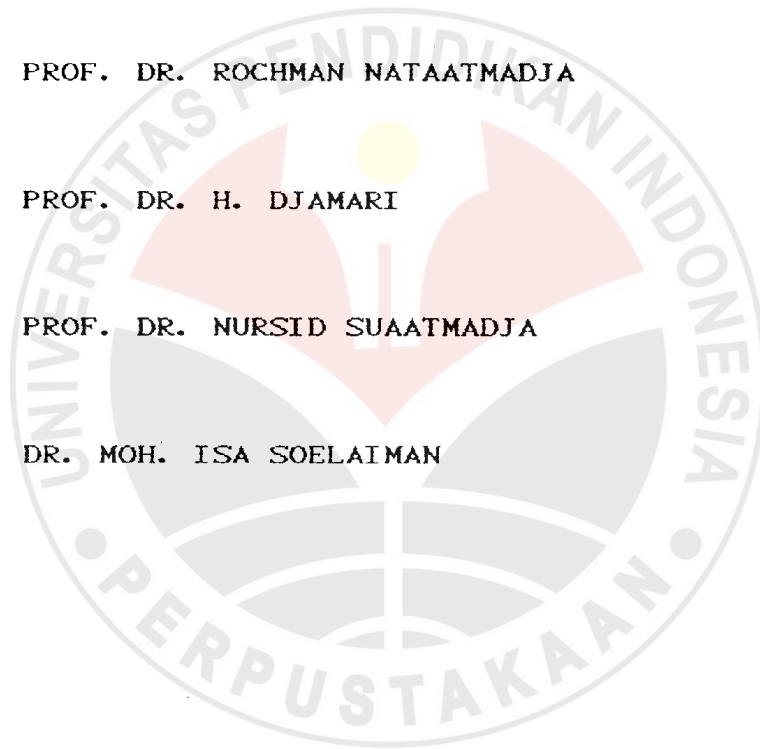 PROF. DR. ROCHMAN NATAATMADJA
PROF. DR. H. DJAMARI
PROF. DR. NURSID SUAATMADJA
DR. MOH. ISA SOELAIMAN
UNIVERSITAS PENDIDIKAN INDONESIA
PERPUSTAKAAN